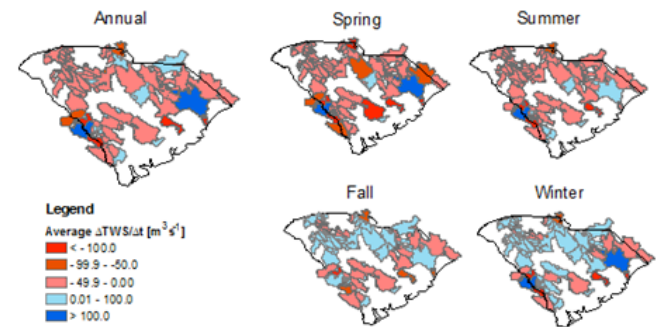 Annual
Spring
Summer
Fall
Winter
Legend
Average ΔTWS/Δt [m³ s⁻¹]
< - 100.0
- 99.9 - -50.0
- 49.9 - 0.00
0.01 - 100.0
> 100.0